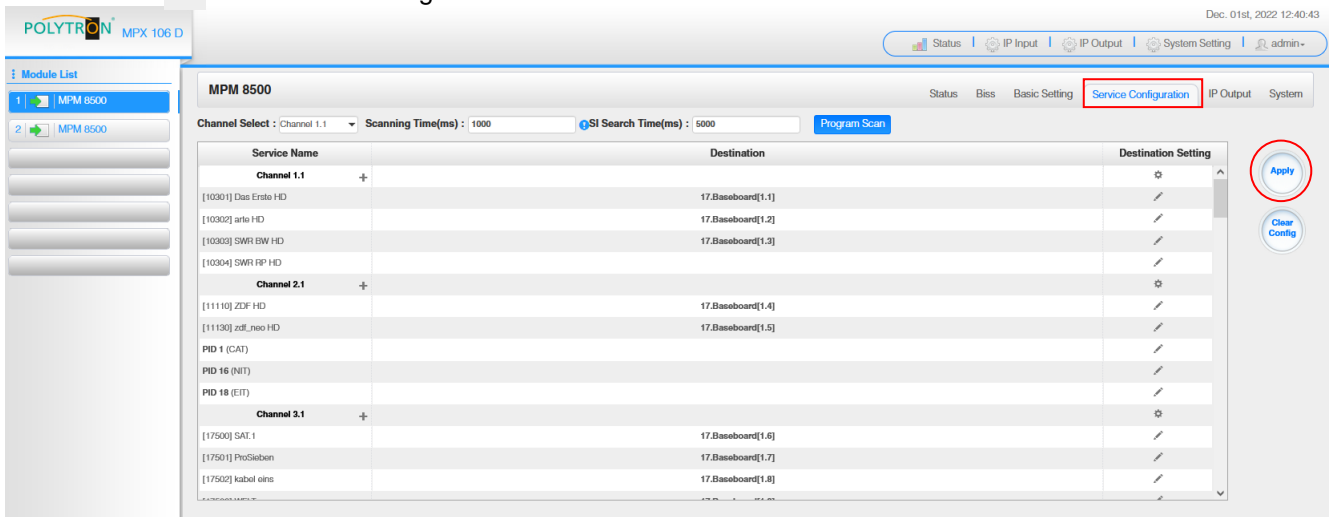 Dec. 01st, 2022 12:40:43
POLYTRON MPX 106 D
Status IP Input IP Output System Setting admin
Module List
1 MPM 8500
2 MPM 8500
MPM 8500
Status Biss Basic Setting Service Configuration IP Output System
Channel Select : Channel 1.1 Scanning Time(ms) : 1000 SI Search Time(ms) : 5000 Program Scan
Service Name Destination Destination Setting
Channel 1.1 +
[10301] Das Erste HD 17.Baseboard[1.1]
[10302] arte HD 17.Baseboard[1.2]
[10303] SWR BW HD 17.Baseboard[1.3]
[10304] SWR RP HD
Channel 2.1 +
[11110] ZDF HD 17.Baseboard[1.4]
[11130] zdf_neo HD 17.Baseboard[1.5]
PID 1 (CAT)
PID 16 (NIT)
PID 18 (EIT)
Channel 3.1 +
[17500] SAT.1 17.Baseboard[1.6]
[17501] ProSieben 17.Baseboard[1.7]
[17502] kabel eins 17.Baseboard[1.8]
Apply
Clear
Config